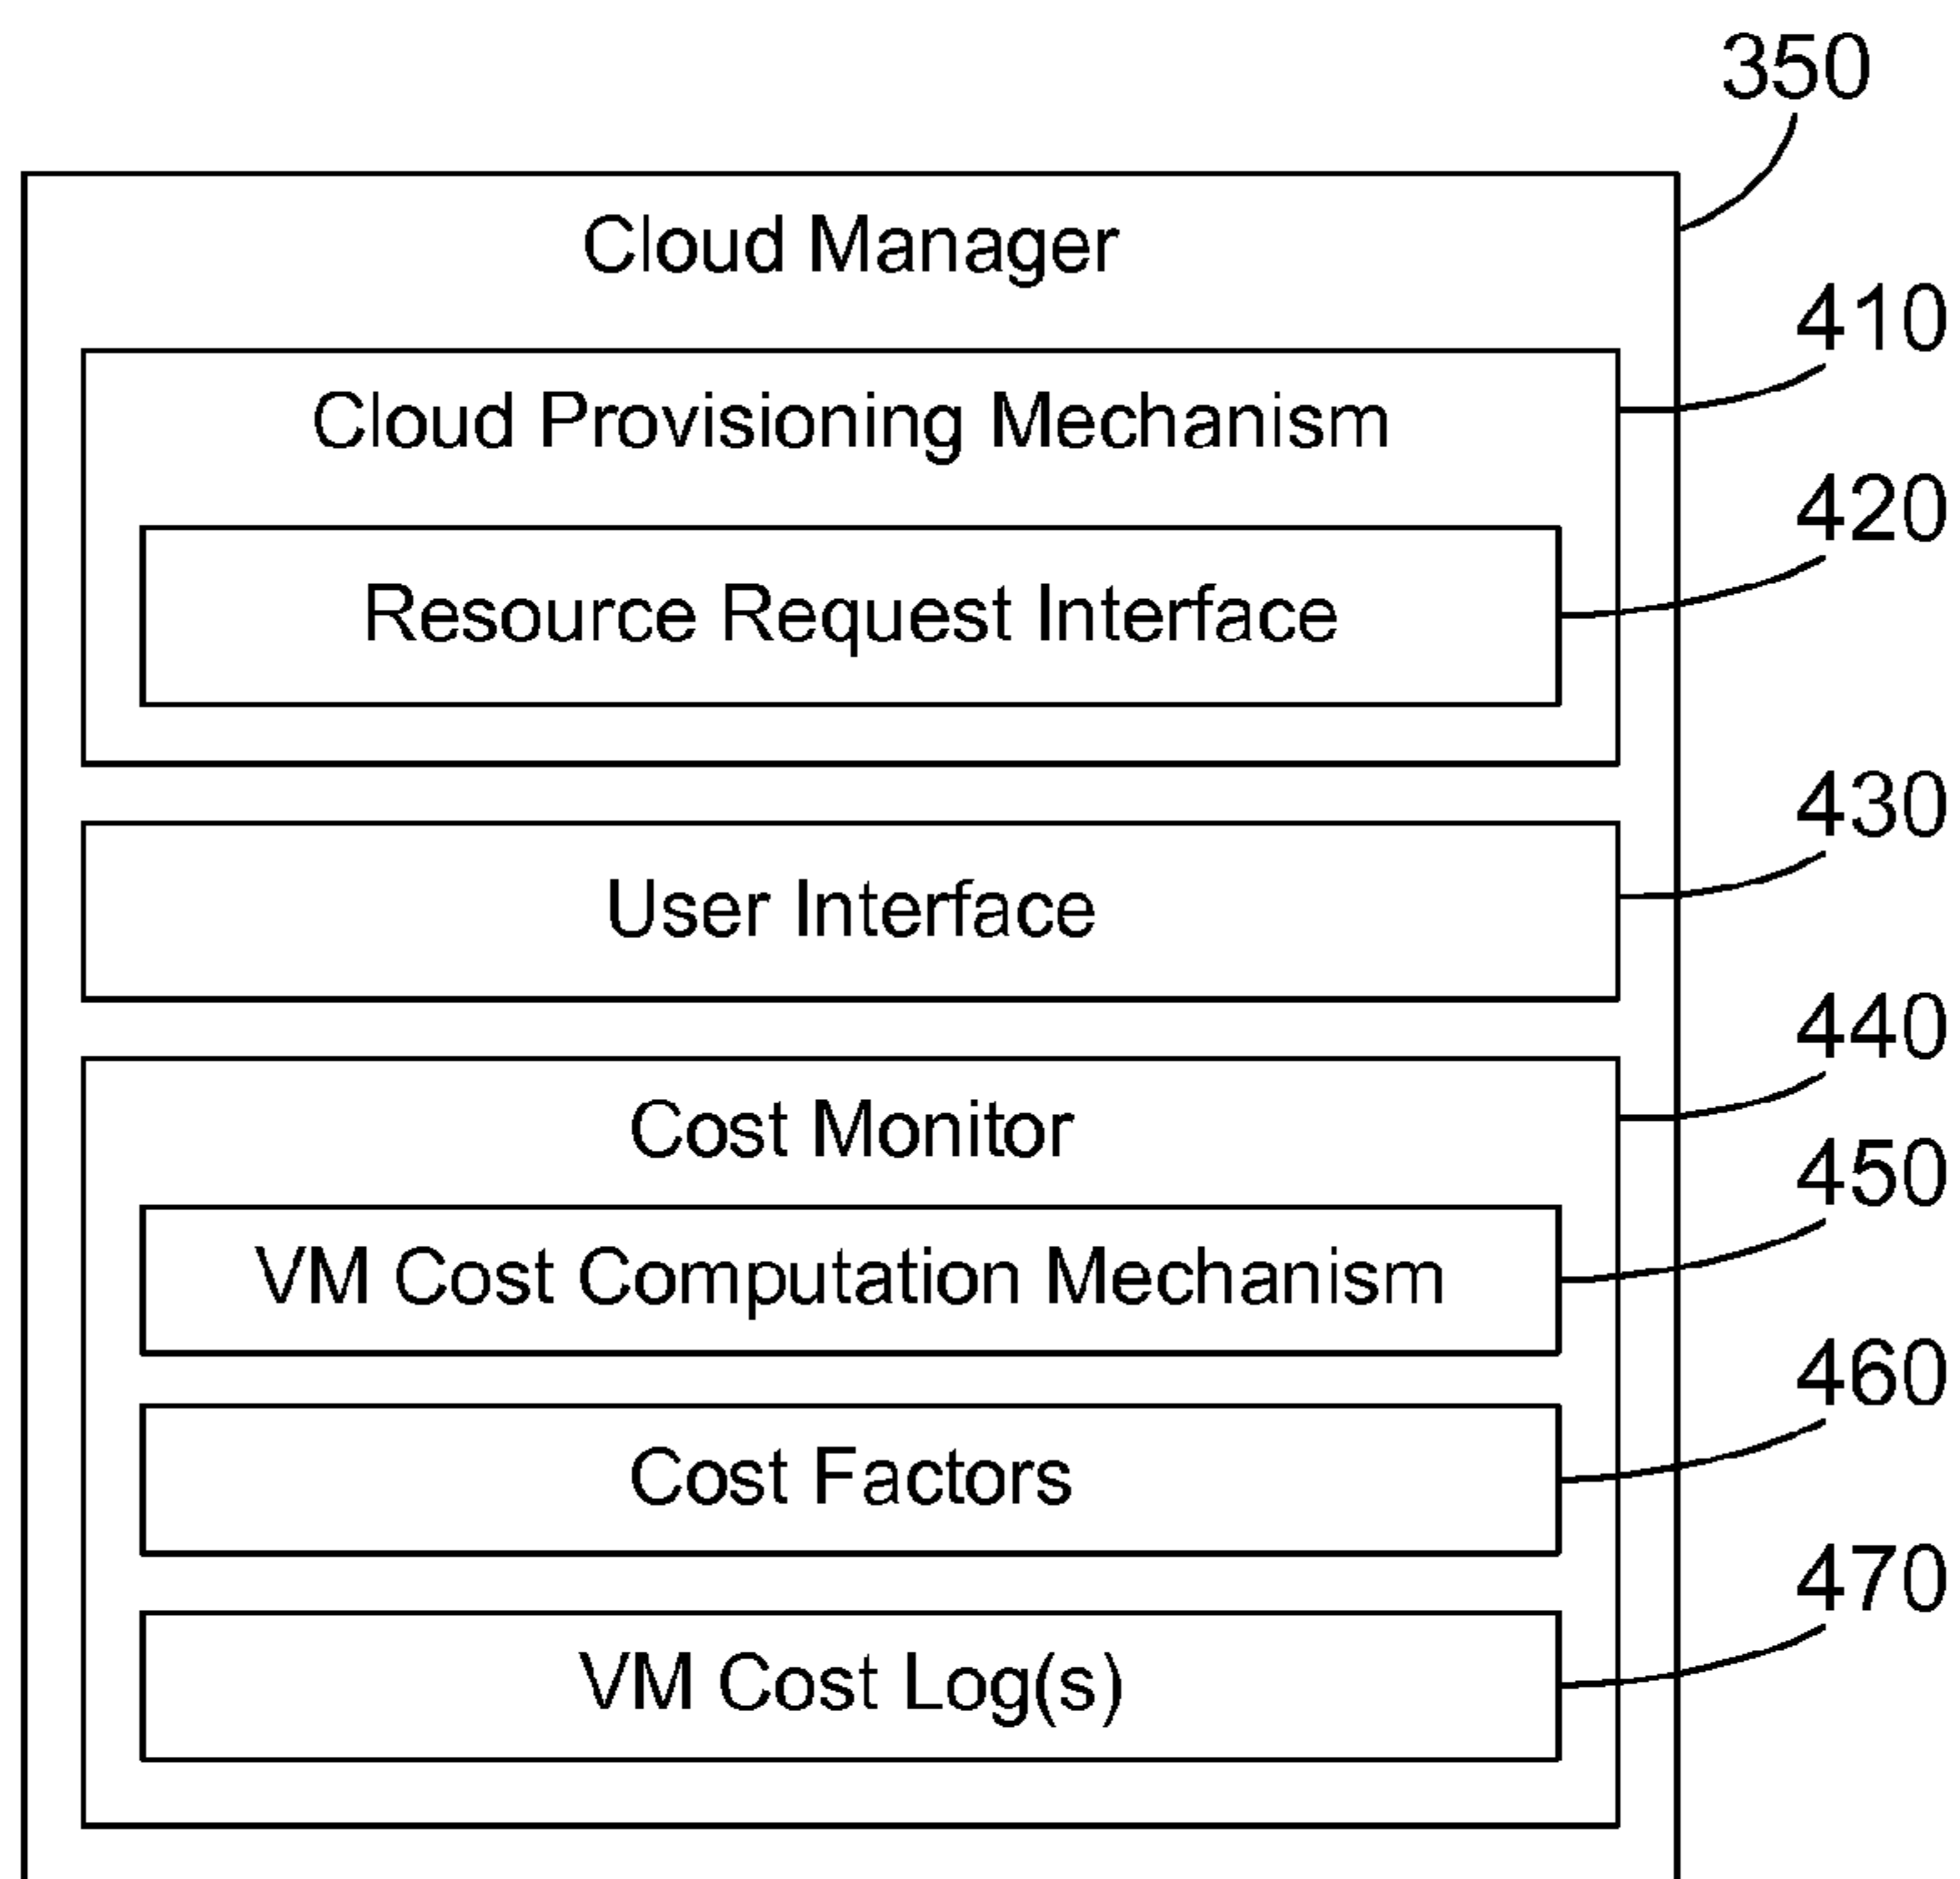 350
Cloud Manager
410
Cloud Provisioning Mechanism
420
Resource Request Interface
430
User Interface
440
Cost Monitor
450
VM Cost Computation Mechanism
460
Cost Factors
470
VM Cost Log(s)